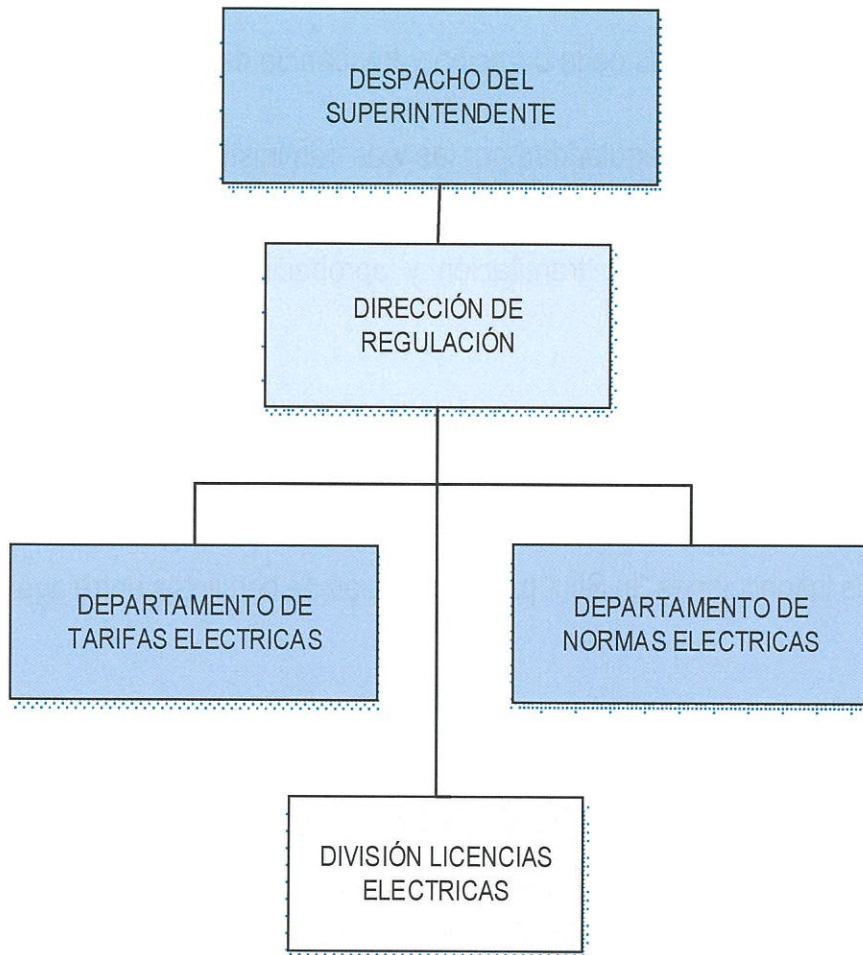 DESPACHO DEL
SUPERINTENDENTE
DIRECCIÓN DE
REGULACIÓN
DEPARTAMENTO DE
TARIFAS ELECTRICAS
DEPARTAMENTO DE
NORMAS ELECTRICAS
DIVISIÓN LICENCIAS
ELECTRICAS